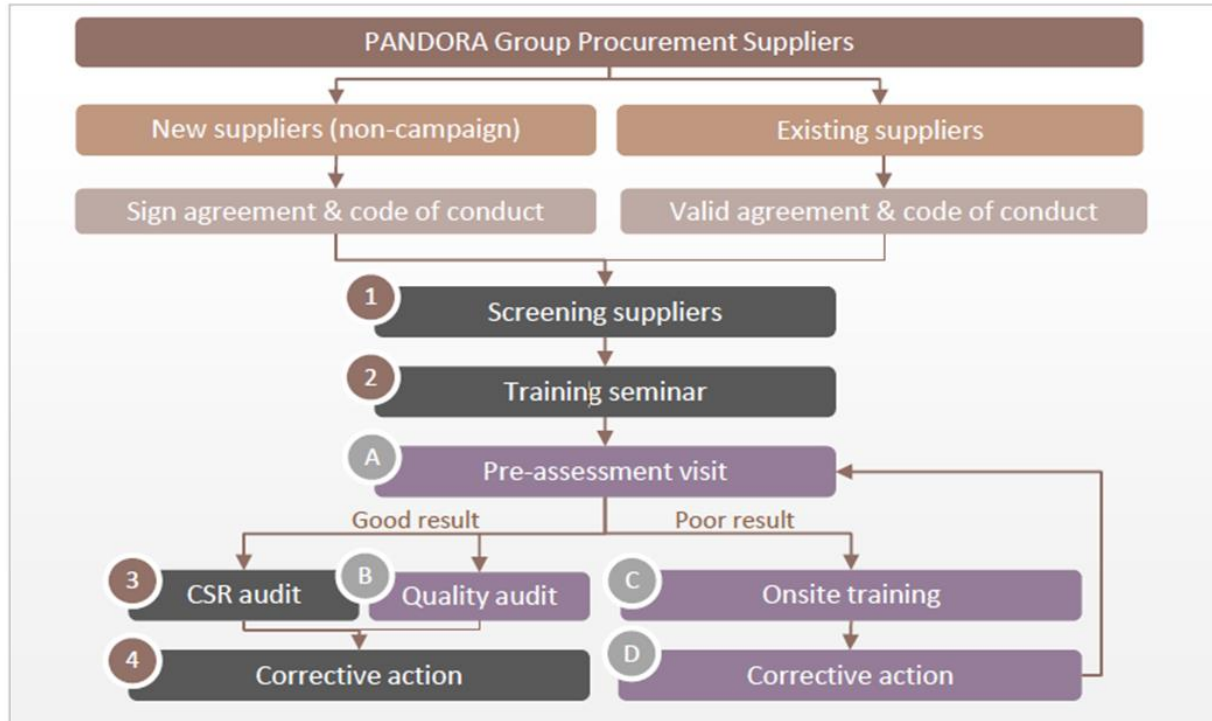 PANDORA Group Procurement Suppliers
New suppliers (non-campaign)
Existing suppliers
Sign agreement & code of conduct
Valid agreement & code of conduct
1
Screening suppliers
2
Training seminar
A
Pre-assessment visit
Good result
Poor result
3
CSR audit
B
Quality audit
C
Onsite training
4
Corrective action
D
Corrective action